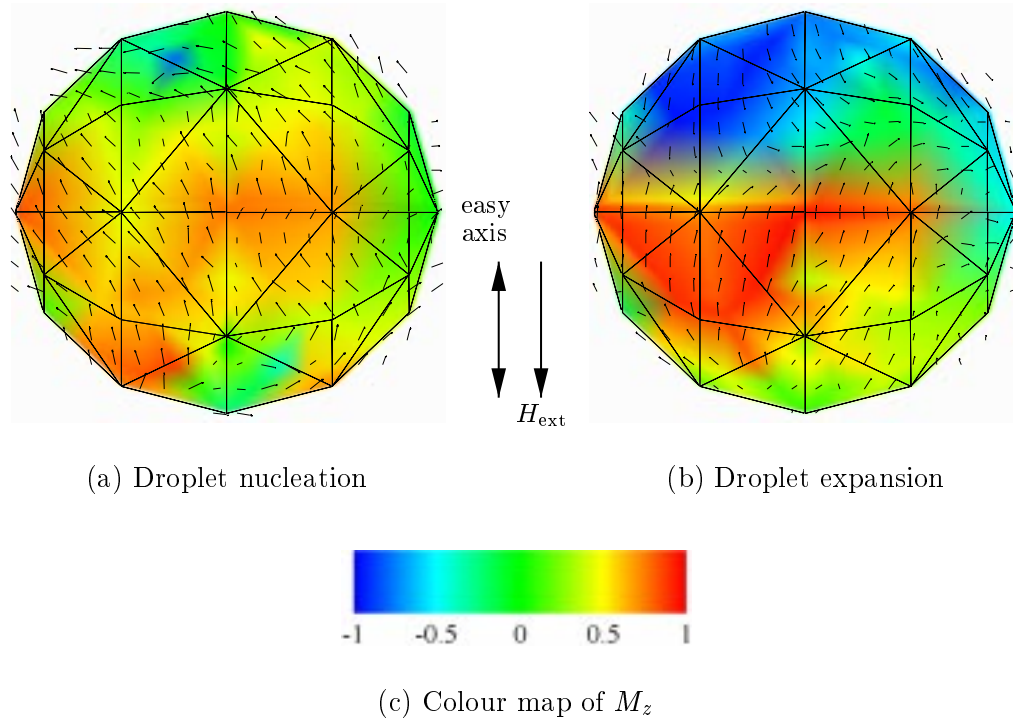 easy
axis
H_ext
(a) Droplet nucleation
(b) Droplet expansion
-1 -0.5 0 0.5 1
(c) Colour map of M_z